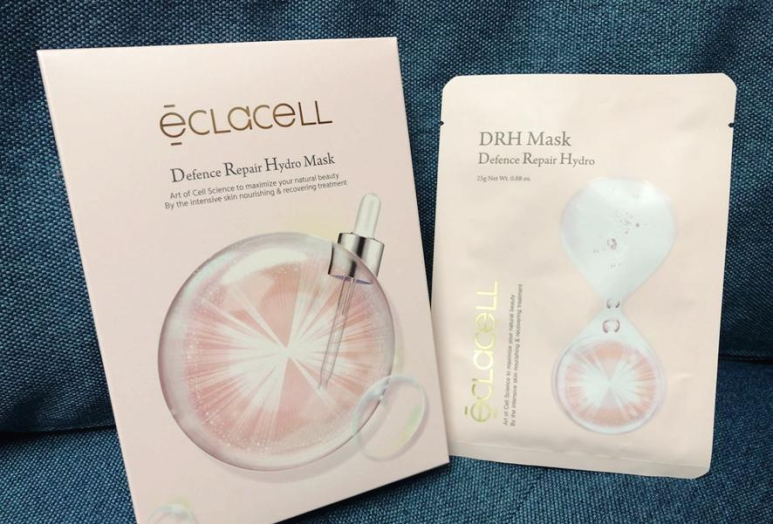 ēCLaCeLL
Defence Repair Hydro Mask
Art of Cell Science to maximize your natural beauty
By the intensive skin nourishing & recovering treatment
DRH Mask
Defence Repair Hydro
25g Net Wt. 0.88 oz.
ēCLaCeLL
Art of Cell Science to maximize your natural beauty
By the intensive skin nourishing & recovering treatment